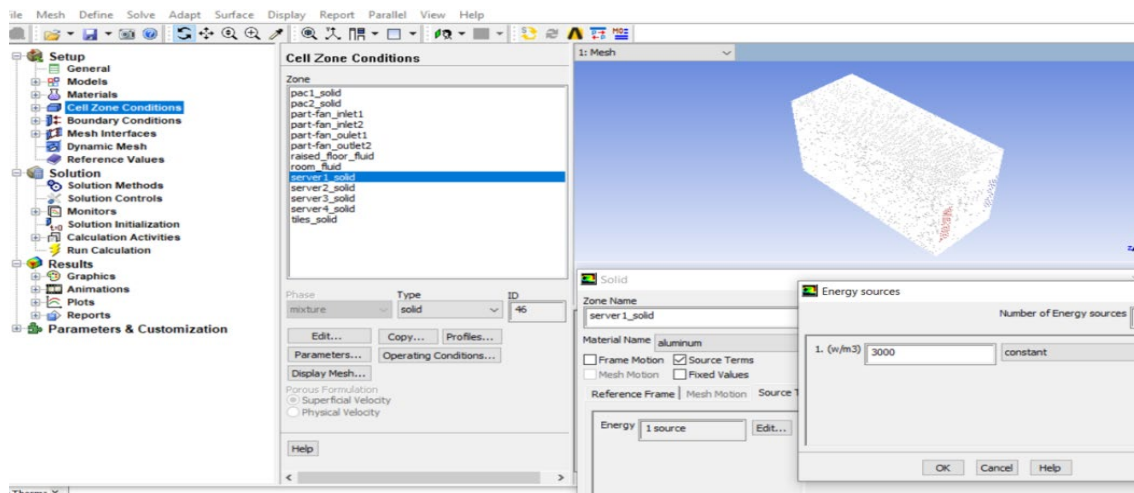 ile Mesh Define Solve Adapt Surface Display Report Parallel View Help
Setup
General
Models
Materials
Cell Zone Conditions
Boundary Conditions
Mesh Interfaces
Dynamic Mesh
Reference Values
Solution
Solution Methods
Solution Controls
Monitors
Solution Initialization
Calculation Activities
Run Calculation
Results
Graphics
Animations
Plots
Reports
Parameters & Customization
Cell Zone Conditions
Zone
pac1_solid
pac2_solid
part-fan_inlet1
part-fan_inlet2
part-fan_oulet1
part-fan_outlet2
raised_floor_fluid
room_fluid
server1_solid
server2_solid
server3_solid
server4_solid
tiles_solid
Phase Type ID
mixture solid 46
Edit... Copy... Profiles...
Parameters... Operating Conditions...
Display Mesh...
Porous Formulation
Superficial Velocity
Physical Velocity
Help
1: Mesh
Solid
Zone Name
server1_solid
Material Name aluminum
Frame Motion Source Terms
Mesh Motion Fixed Values
Reference Frame Mesh Motion Source T
Energy 1 source Edit...
Energy sources
Number of Energy sources
1. (w/m3) 3000 constant
OK Cancel Help